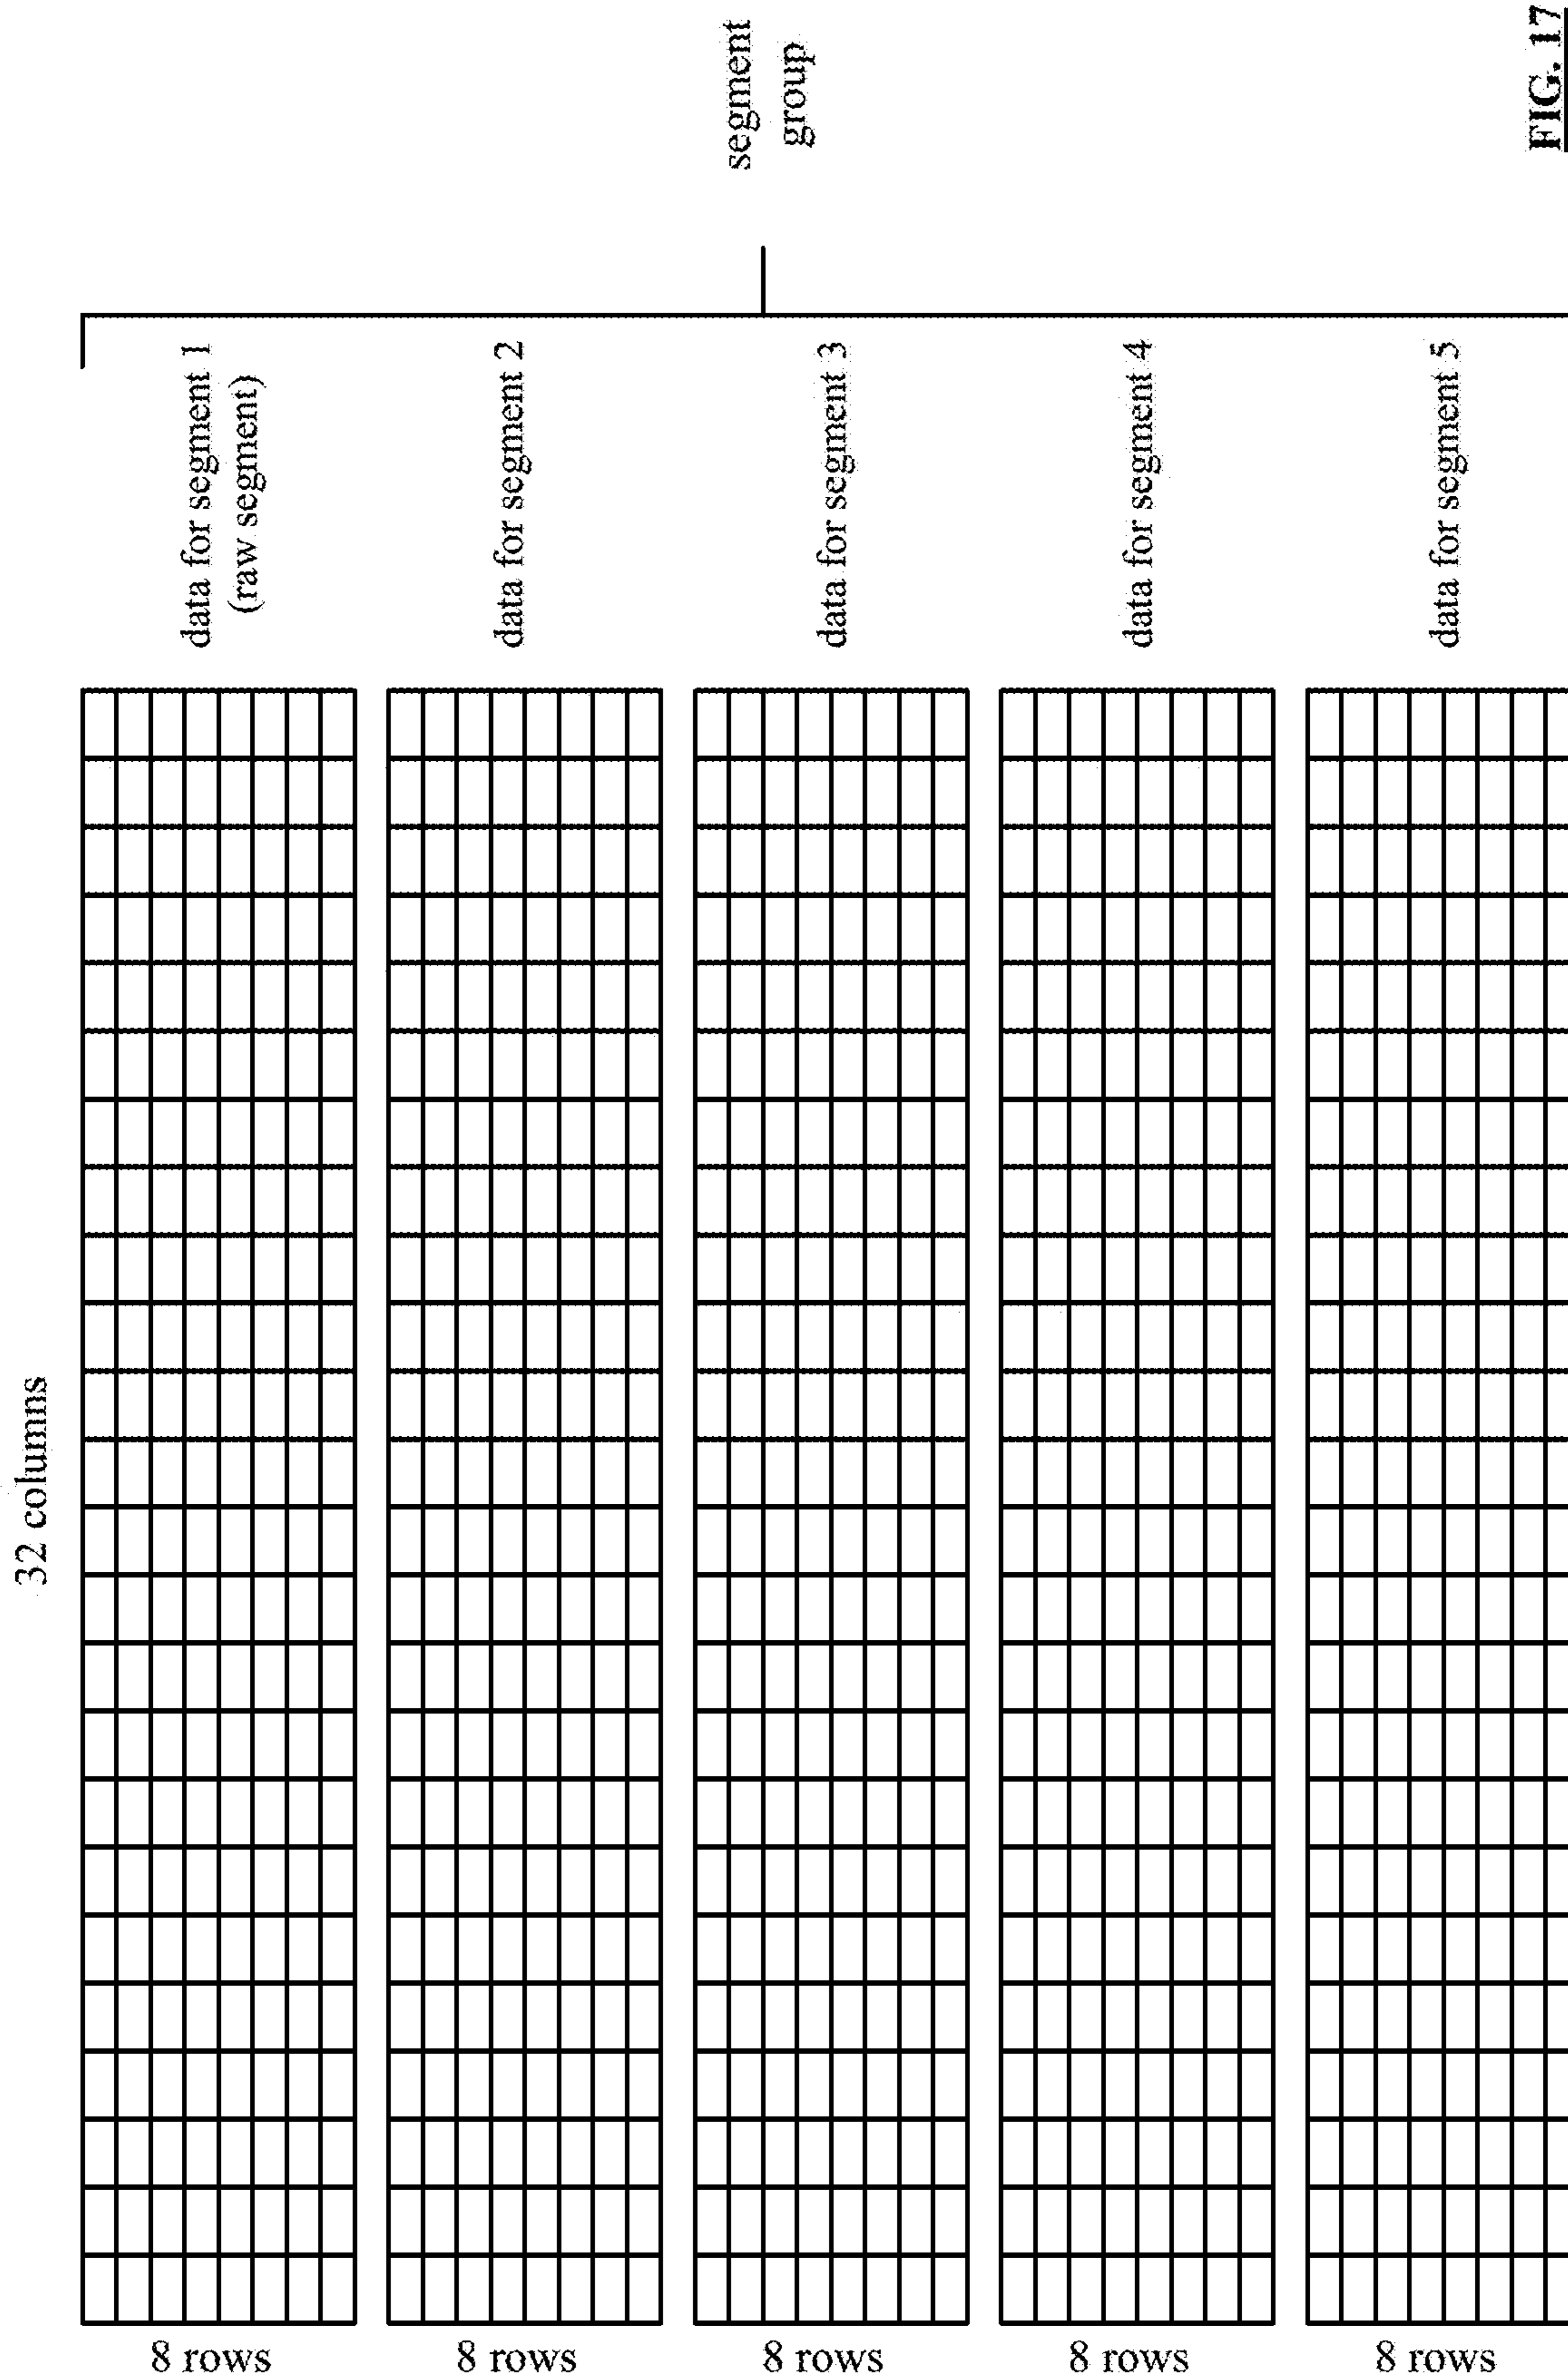 32 columns
8 rows
data for segment 1
(raw segment)
8 rows
data for segment 2
8 rows
data for segment 3
8 rows
data for segment 4
8 rows
data for segment 5
segment
group
FIG. 17